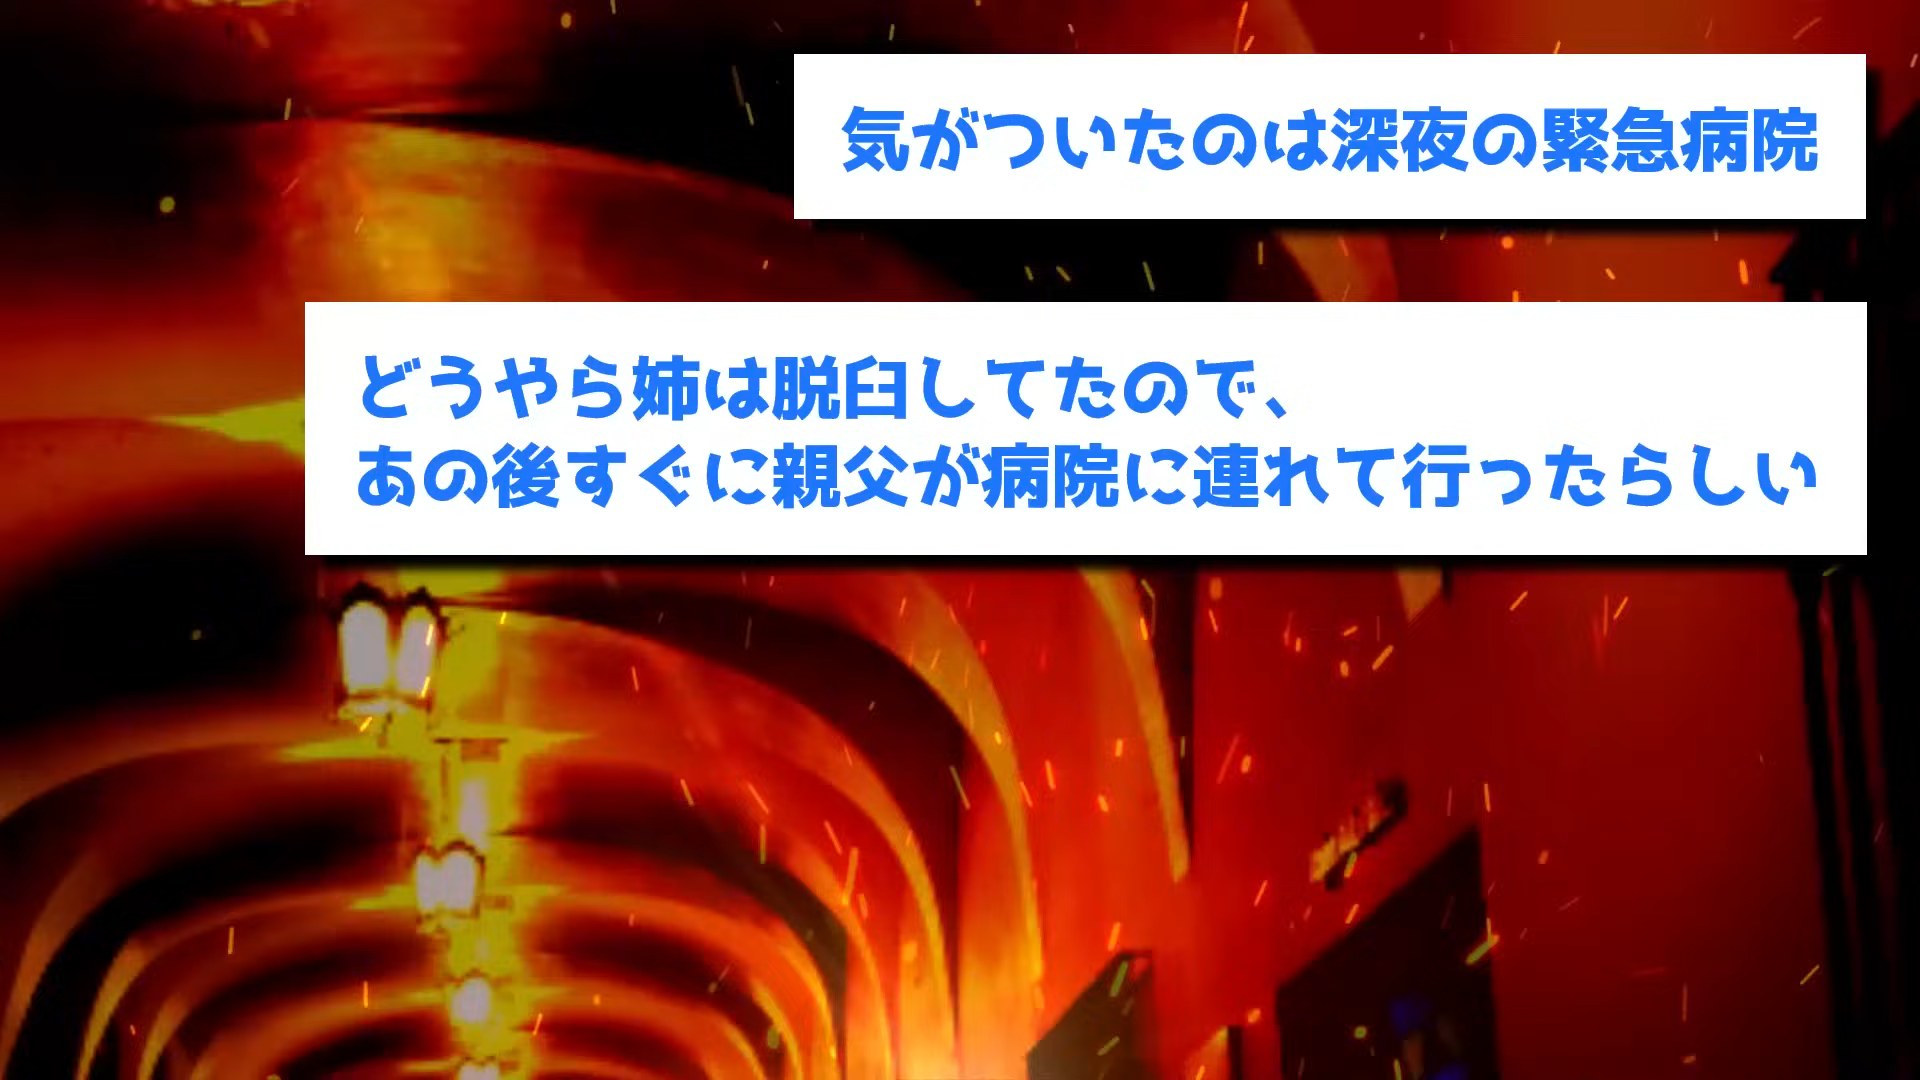 気がついたのは深夜の緊急病院
どうやら姉は脱臼してたので、
あの後すぐに親父が病院に連れて行ったらしい